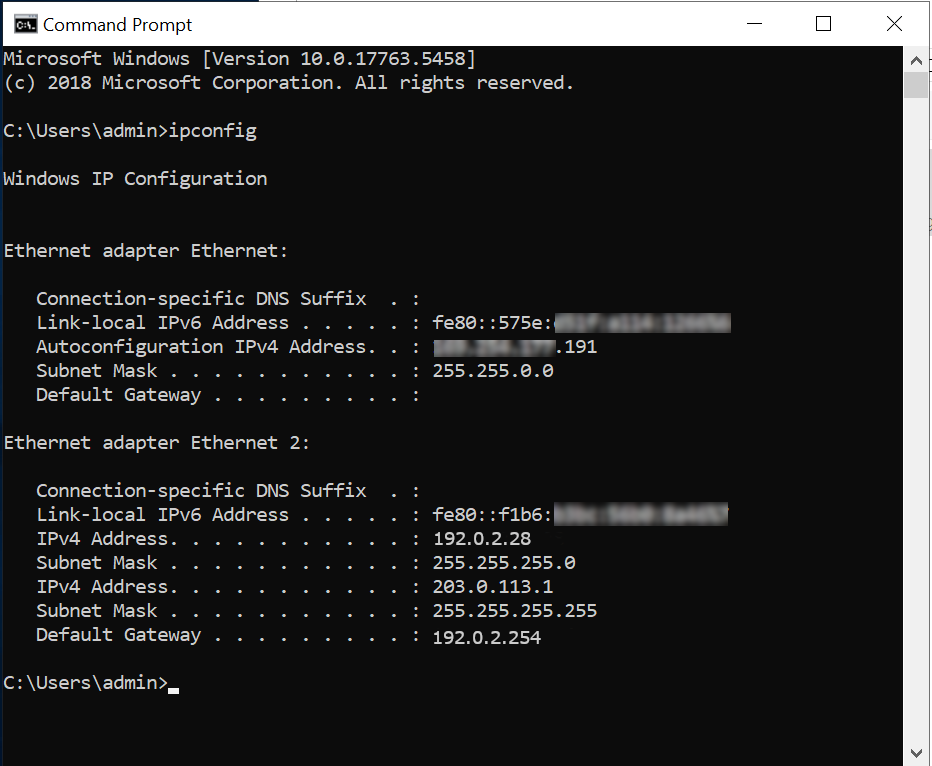 Command Prompt
Microsoft Windows [Version 10.0.17763.5458]
(c) 2018 Microsoft Corporation. All rights reserved.
C:\Users\admin>ipconfig
Windows IP Configuration
Ethernet adapter Ethernet:
Connection-specific DNS Suffix  . :
Link-local IPv6 Address . . . . . : fe80::575e:
Autoconfiguration IPv4 Address. . : .191
Subnet Mask . . . . . . . . . . . : 255.255.0.0
Default Gateway . . . . . . . . . :
Ethernet adapter Ethernet 2:
Connection-specific DNS Suffix  . :
Link-local IPv6 Address . . . . . : fe80::f1b6:
IPv4 Address. . . . . . . . . . . : 192.0.2.28
Subnet Mask . . . . . . . . . . . : 255.255.255.0
IPv4 Address. . . . . . . . . . . : 203.0.113.1
Subnet Mask . . . . . . . . . . . : 255.255.255.255
Default Gateway . . . . . . . . . : 192.0.2.254
C:\Users\admin>